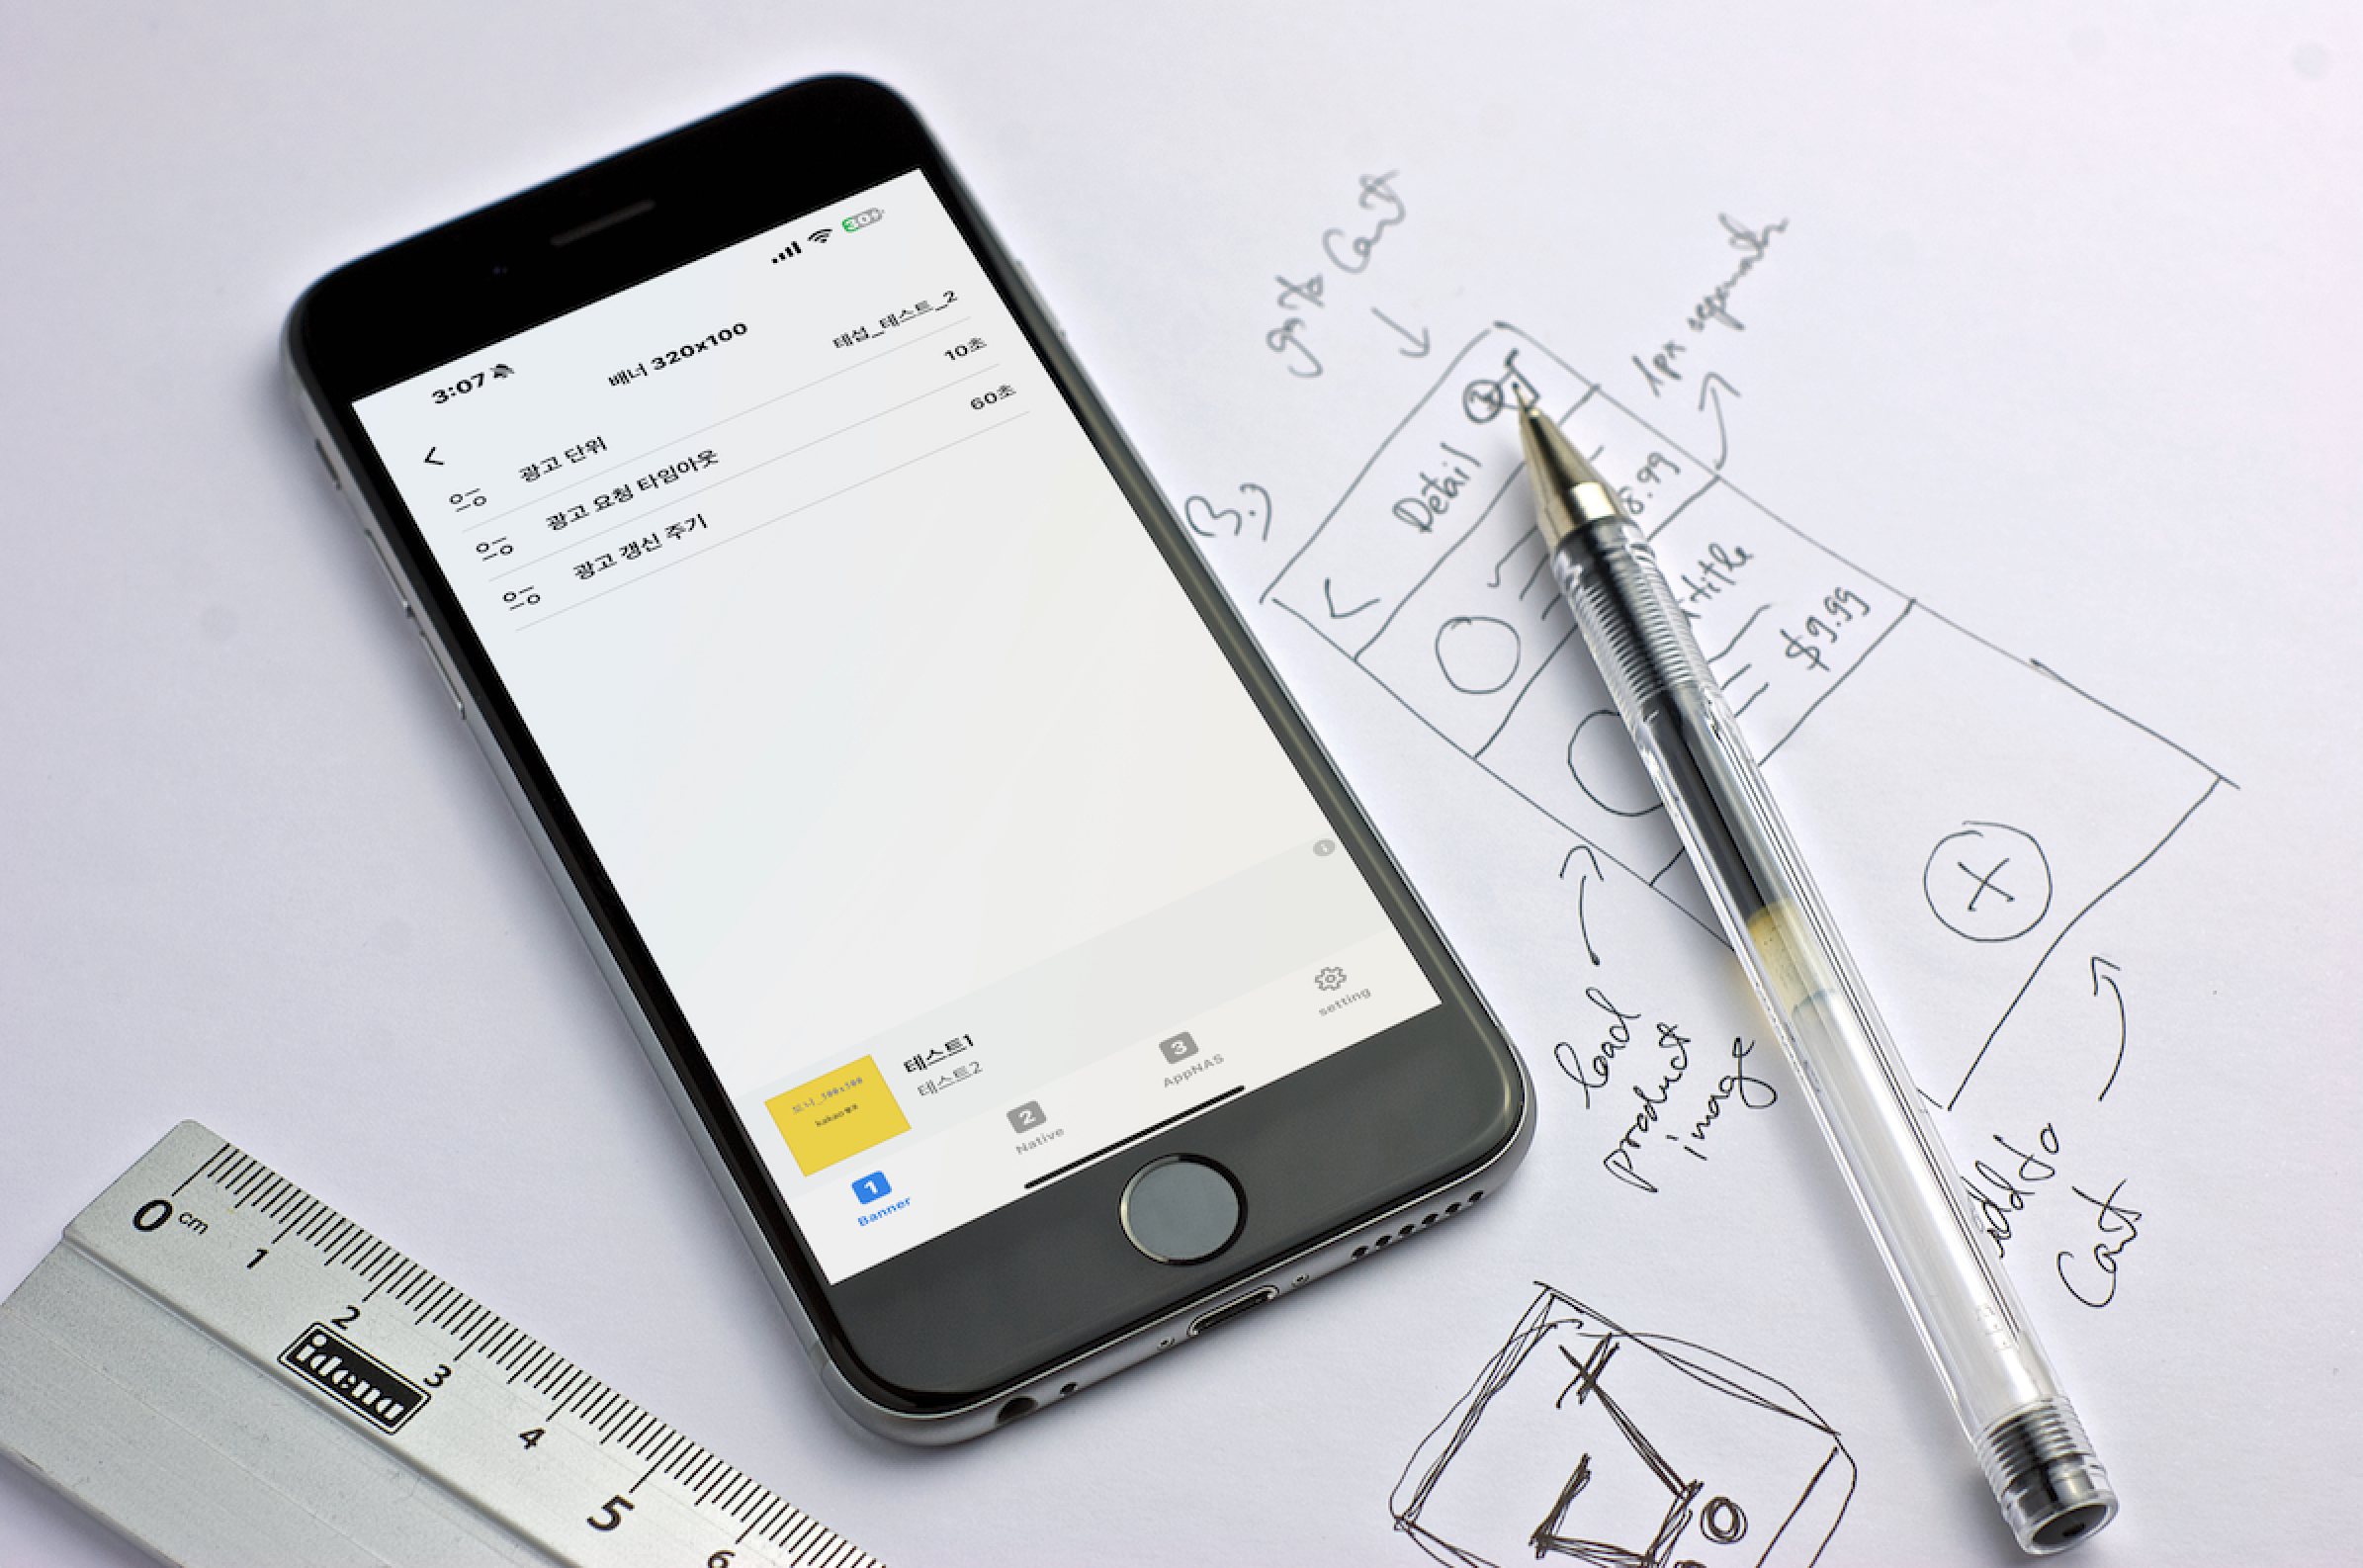 3:07
30
배너 320x100
광고 단위 테섭_테스트_2
광고 요청 타임아웃 10초
광고 갱신 주기 60초
테스트1
테스트2
kakao
1
Banner
2
Native
3
AppNAS
setting
go to Cart
1px
3.)
Detail
8.99
title
$9.99
load
product
image
add to
Cart
0 cm 1 2 3 4 5 6
idena